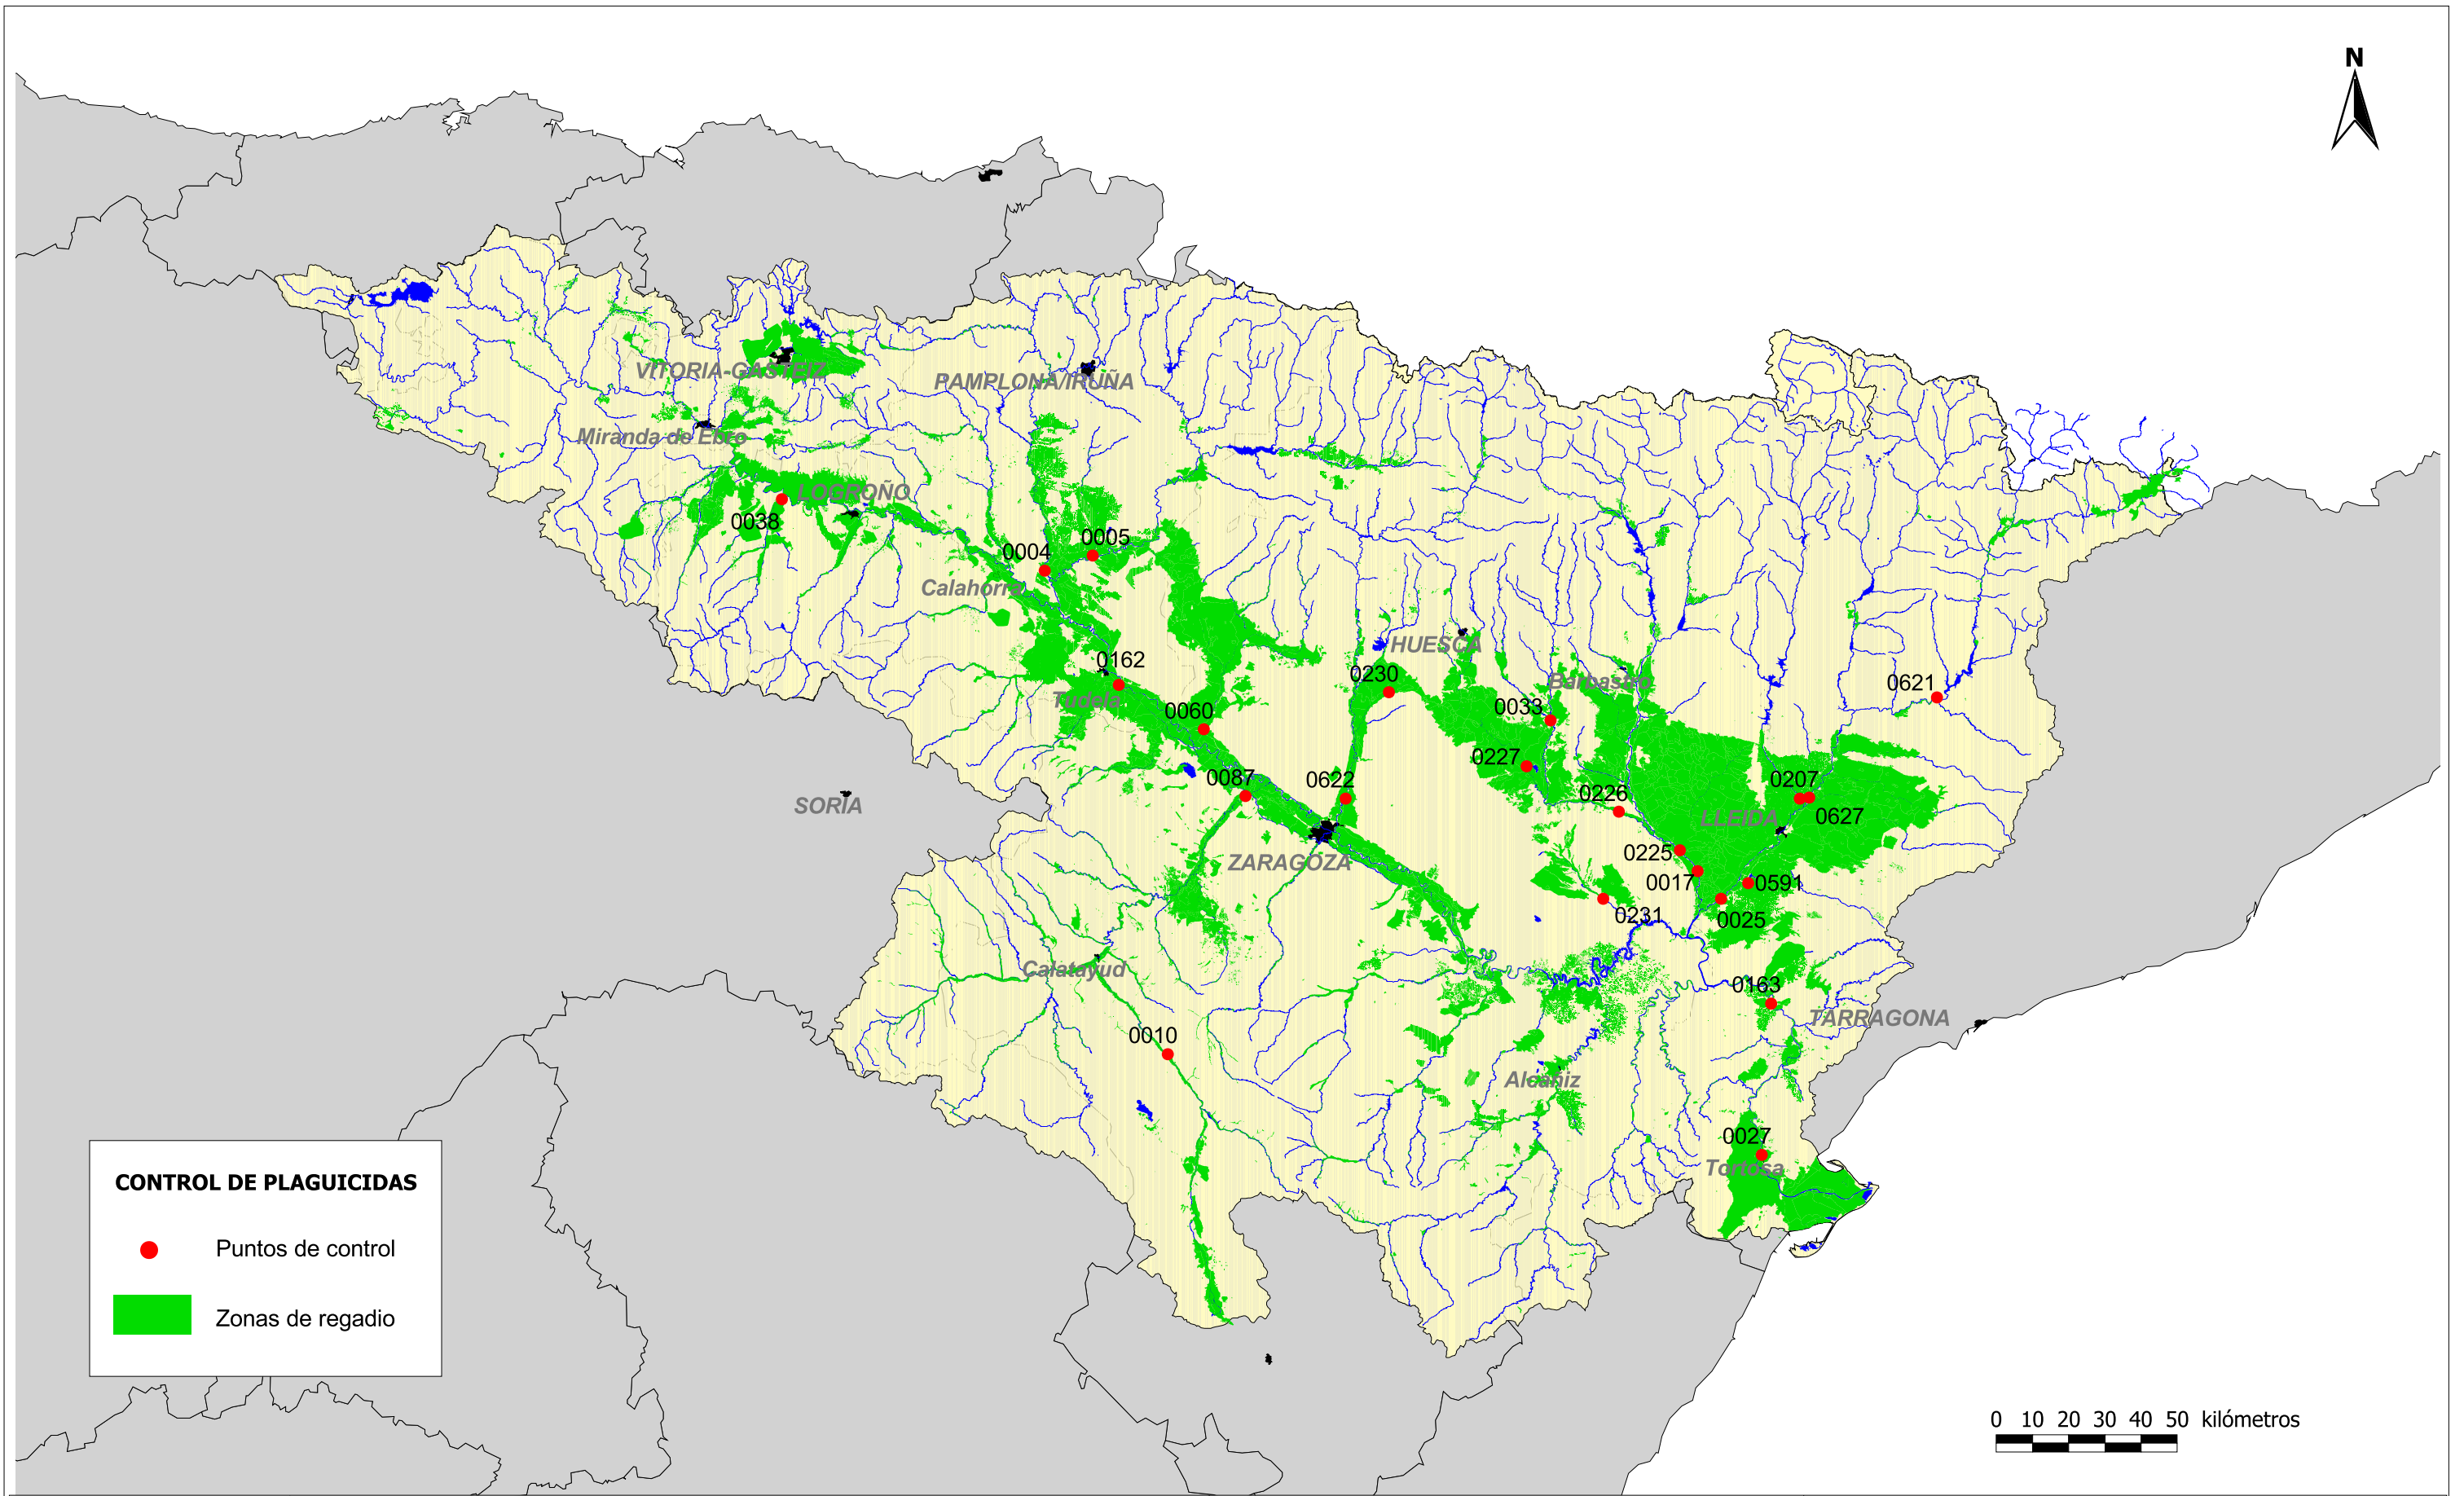 N
VITORIA-GASTEIZ
PAMPLONA/IRUÑA
Miranda de Ebro
LOGROÑO
0038
0004
0005
Calahorra
HUESCA
0162
0230
Barbastro
0621
Tudela
0060
0033
0227
0087
0622
0207
SORIA
0226
0627
LLEIDA
ZARAGOZA
0225
0017
0591
0231
0025
Calatayud
0163
TARRAGONA
0010
Alcañiz
0027
Tortosa
CONTROL DE PLAGUICIDAS
Puntos de control
Zonas de regadio
0 10 20 30 40 50 kilómetros